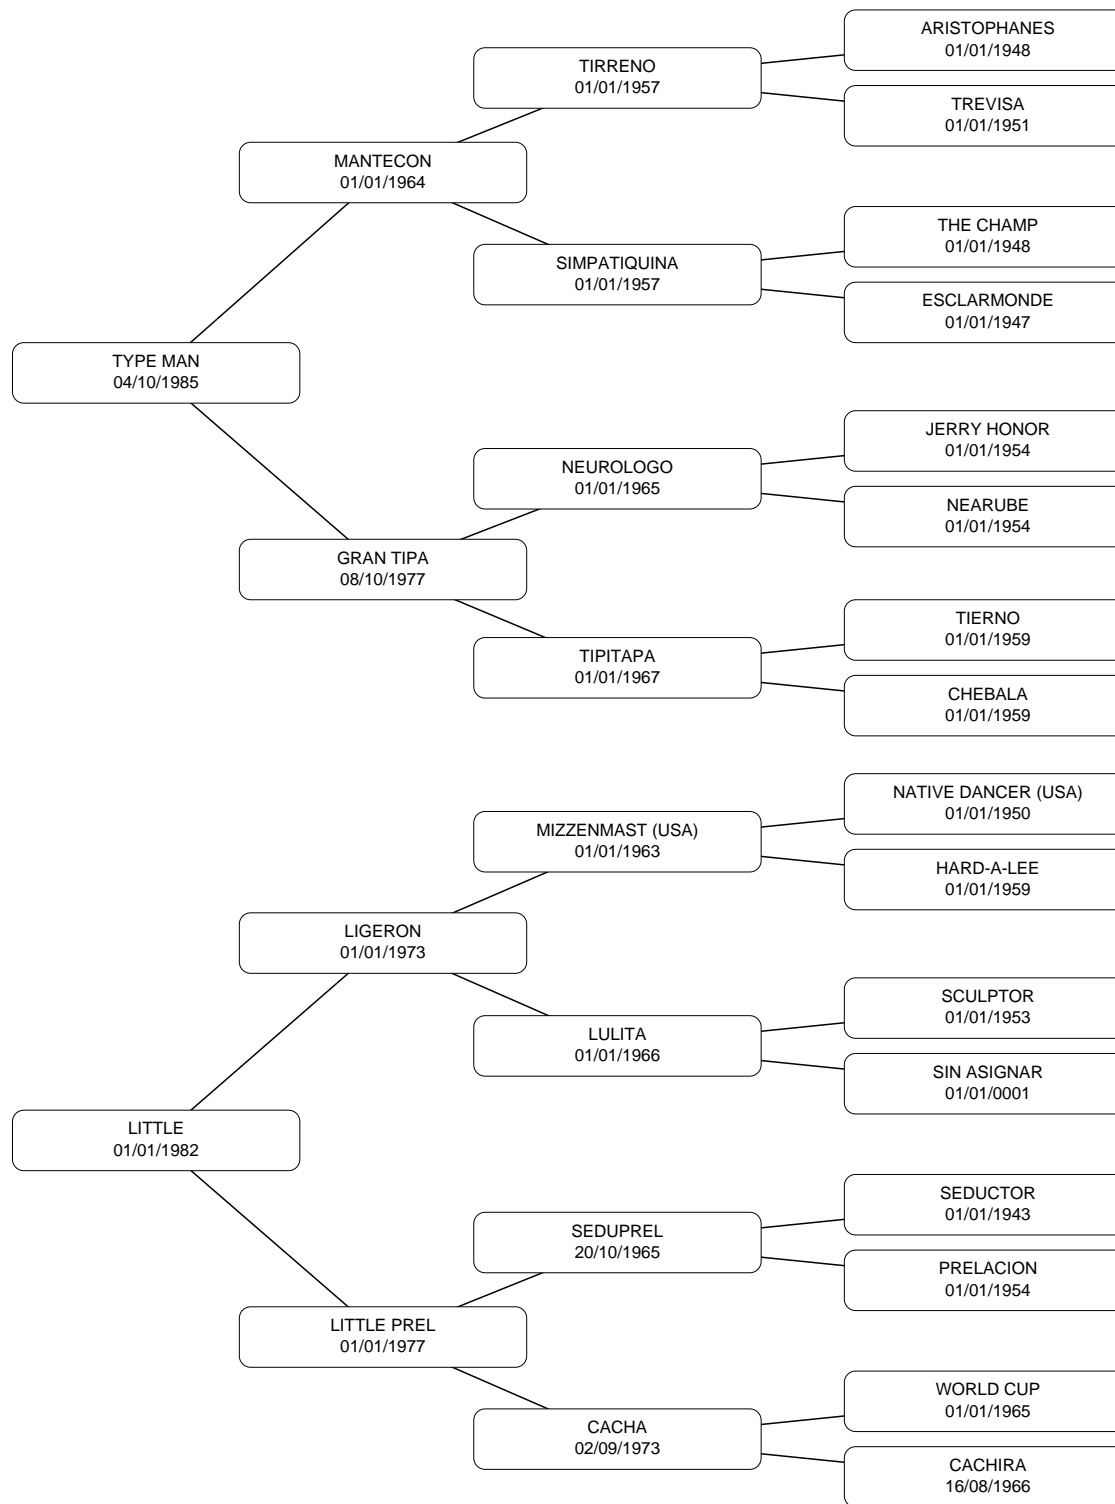 ARISTOPHANES
01/01/1948
TIRRENO
01/01/1957
TREVISA
01/01/1951
MANTECON
01/01/1964
THE CHAMP
01/01/1948
SIMPATIQUINA
01/01/1957
ESCLARMONDE
01/01/1947
TYPE MAN
04/10/1985
JERRY HONOR
01/01/1954
NEUROLOGO
01/01/1965
NEARUBE
01/01/1954
GRAN TIPA
08/10/1977
TIERNO
01/01/1959
TIPITAPA
01/01/1967
CHEBALA
01/01/1959
NATIVE DANCER (USA)
01/01/1950
MIZZENMAST (USA)
01/01/1963
HARD-A-LEE
01/01/1959
LIGERON
01/01/1973
SCULPTOR
01/01/1953
LULITA
01/01/1966
SIN ASIGNAR
01/01/0001
LITTLE
01/01/1982
SEDUCTOR
01/01/1943
SEDUPREL
20/10/1965
PRELACION
01/01/1954
LITTLE PREL
01/01/1977
WORLD CUP
01/01/1965
CACHA
02/09/1973
CACHIRA
16/08/1966